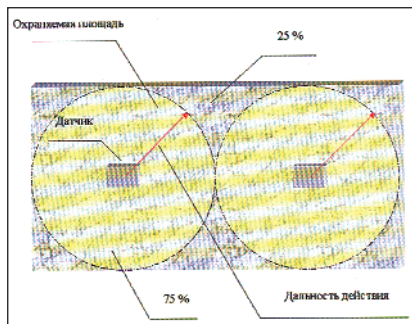 Охраняемая площадь
25 %
Датчик
75 %
Дальность действия